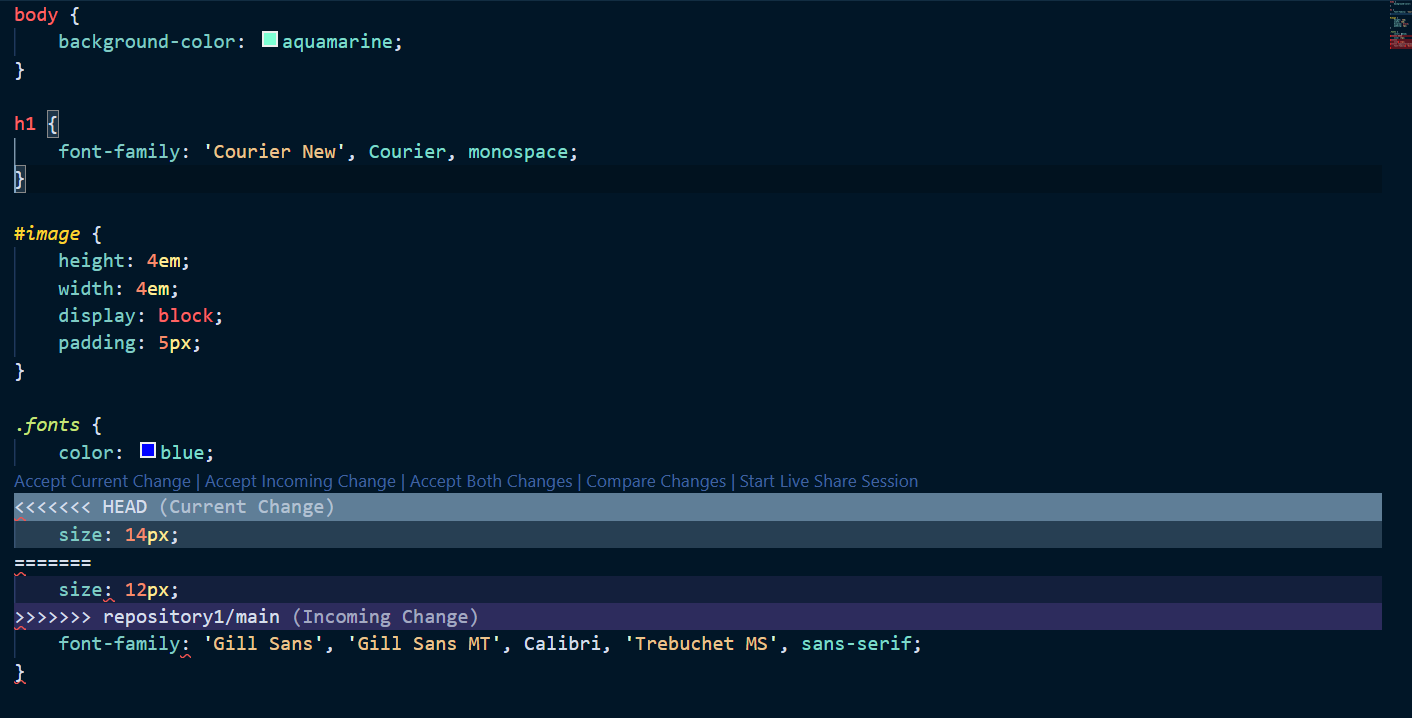 body {
    background-color: aquamarine;
}
h1 {
    font-family: 'Courier New', Courier, monospace;
}
#image {
    height: 4em;
    width: 4em;
    display: block;
    padding: 5px;
}
.fonts {
    color: blue;
Accept Current Change | Accept Incoming Change | Accept Both Changes | Compare Changes | Start Live Share Session
<<<<<<< HEAD (Current Change)
    size: 14px;
=======
    size: 12px;
>>>>>>> repository1/main (Incoming Change)
    font-family: 'Gill Sans', 'Gill Sans MT', Calibri, 'Trebuchet MS', sans-serif;
}